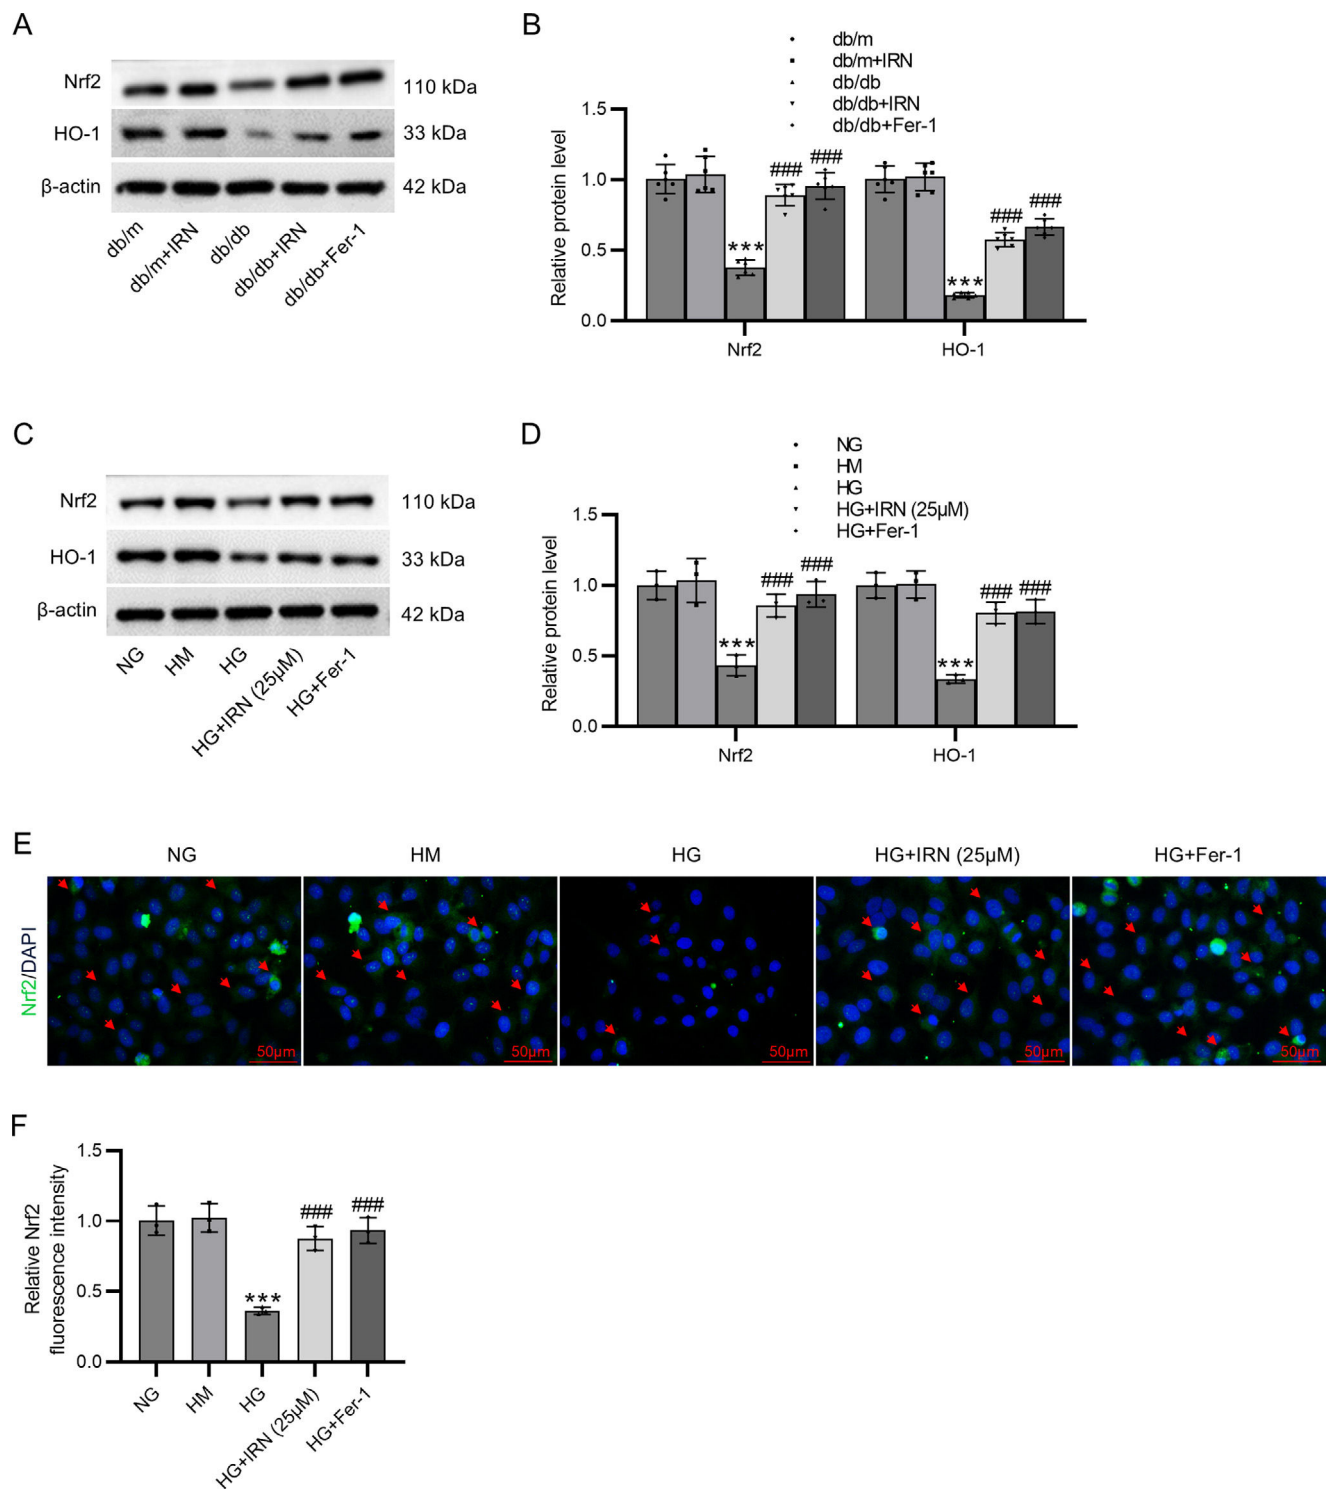 A
Nrf2
110 kDa
HO-1
33 kDa
β-actin
42 kDa
db/m
db/m+IRN
db/db
db/db+IRN
db/db+Fer-1
B
db/m
db/m+IRN
db/db
db/db+IRN
db/db+Fer-1
Relative protein level
1.5
1.0
0.5
0.0
***
###
###
***
###
###
Nrf2
HO-1
C
Nrf2
110 kDa
HO-1
33 kDa
β-actin
42 kDa
NG
HM
HG
HG+IRN (25μM)
HG+Fer-1
D
NG
HM
HG
HG+IRN (25μM)
HG+Fer-1
Relative protein level
1.5
1.0
0.5
0.0
***
###
###
***
###
###
Nrf2
HO-1
E
NG
HM
HG
HG+IRN (25μM)
HG+Fer-1
Nrf2/DAPI
50μm
50μm
50μm
50μm
50μm
F
Relative Nrf2
fluorescence intensity
1.5
1.0
0.5
0.0
***
###
###
NG
HM
HG
HG+IRN (25μM)
HG+Fer-1